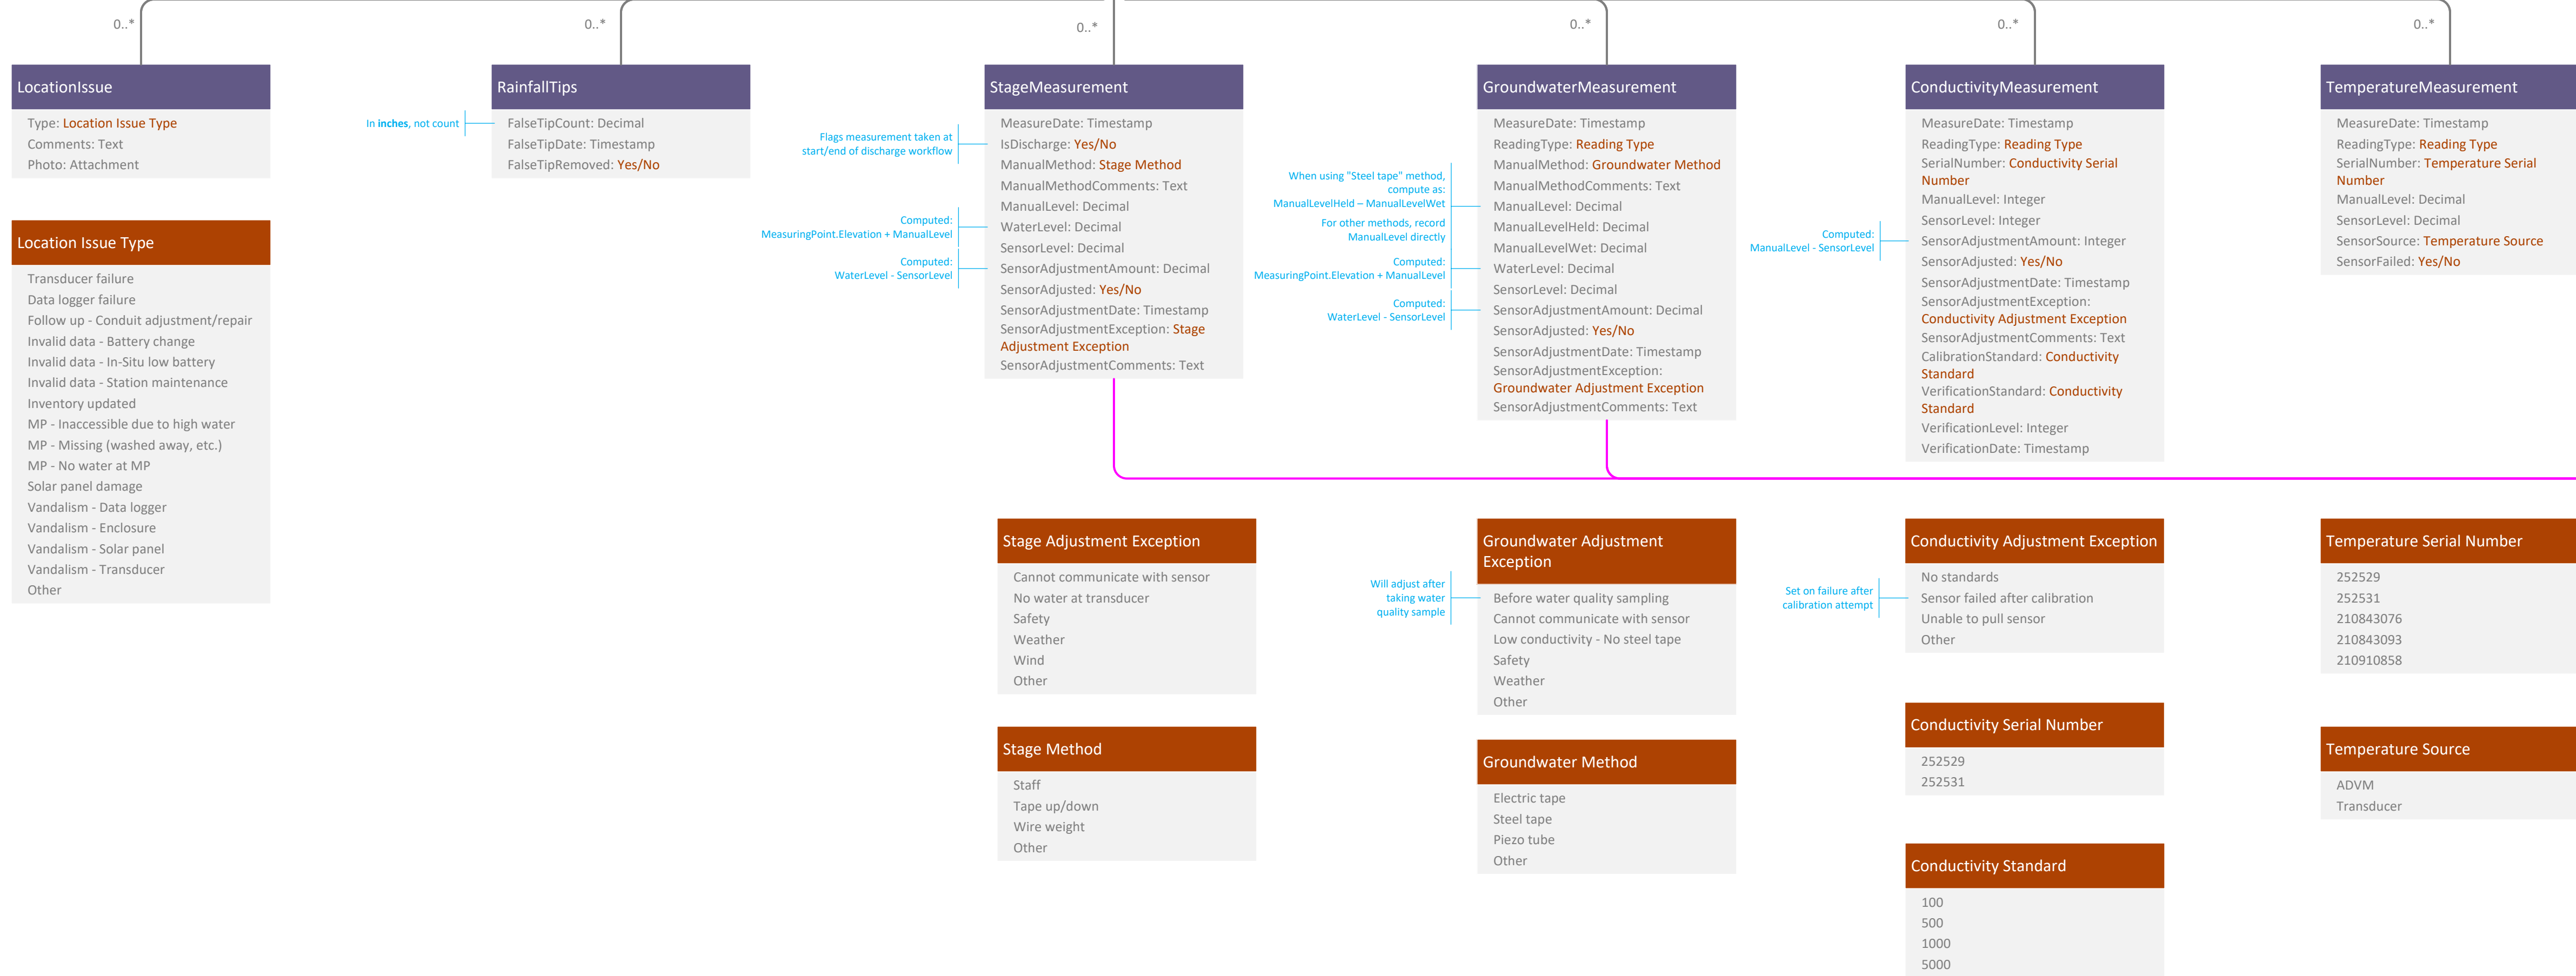 0..*
0..*
0..*
0..*
0..*
0..*
LocationIssue
Type: Location Issue Type
Comments: Text
Photo: Attachment
Location Issue Type
Transducer failure
Data logger failure
Follow up - Conduit adjustment/repair
Invalid data - Battery change
Invalid data - In-Situ low battery
Invalid data - Station maintenance
Inventory updated
MP - Inaccessible due to high water
MP - Missing (washed away, etc.)
MP - No water at MP
Solar panel damage
Vandalism - Data logger
Vandalism - Enclosure
Vandalism - Solar panel
Vandalism - Transducer
Other
In inches, not count
RainfallTips
FalseTipCount: Decimal
FalseTipDate: Timestamp
FalseTipRemoved: Yes/No
Flags measurement taken at
start/end of discharge workflow
Computed:
MeasuringPoint.Elevation + ManualLevel
Computed:
WaterLevel - SensorLevel
StageMeasurement
MeasureDate: Timestamp
IsDischarge: Yes/No
ManualMethod: Stage Method
ManualMethodComments: Text
ManualLevel: Decimal
WaterLevel: Decimal
SensorLevel: Decimal
SensorAdjustmentAmount: Decimal
SensorAdjusted: Yes/No
SensorAdjustmentDate: Timestamp
SensorAdjustmentException: Stage
Adjustment Exception
SensorAdjustmentComments: Text
Stage Adjustment Exception
Cannot communicate with sensor
No water at transducer
Safety
Weather
Wind
Other
Stage Method
Staff
Tape up/down
Wire weight
Other
When using "Steel tape" method,
compute as:
ManualLevelHeld – ManualLevelWet
For other methods, record
ManualLevel directly
Computed:
MeasuringPoint.Elevation + ManualLevel
Computed:
WaterLevel - SensorLevel
GroundwaterMeasurement
MeasureDate: Timestamp
ReadingType: Reading Type
ManualMethod: Groundwater Method
ManualMethodComments: Text
ManualLevel: Decimal
ManualLevelHeld: Decimal
ManualLevelWet: Decimal
WaterLevel: Decimal
SensorLevel: Decimal
SensorAdjustmentAmount: Decimal
SensorAdjusted: Yes/No
SensorAdjustmentDate: Timestamp
SensorAdjustmentException:
Groundwater Adjustment Exception
SensorAdjustmentComments: Text
Will adjust after
taking water
quality sample
Groundwater Adjustment
Exception
Before water quality sampling
Cannot communicate with sensor
Low conductivity - No steel tape
Safety
Weather
Other
Groundwater Method
Electric tape
Steel tape
Piezo tube
Other
Computed:
ManualLevel - SensorLevel
ConductivityMeasurement
MeasureDate: Timestamp
ReadingType: Reading Type
SerialNumber: Conductivity Serial
Number
ManualLevel: Integer
SensorLevel: Integer
SensorAdjustmentAmount: Integer
SensorAdjusted: Yes/No
SensorAdjustmentDate: Timestamp
SensorAdjustmentException:
Conductivity Adjustment Exception
SensorAdjustmentComments: Text
CalibrationStandard: Conductivity
Standard
VerificationStandard: Conductivity
Standard
VerificationLevel: Integer
VerificationDate: Timestamp
Set on failure after
calibration attempt
Conductivity Adjustment Exception
No standards
Sensor failed after calibration
Unable to pull sensor
Other
Conductivity Serial Number
252529
252531
Conductivity Standard
100
500
1000
5000
TemperatureMeasurement
MeasureDate: Timestamp
ReadingType: Reading Type
SerialNumber: Temperature Serial
Number
ManualLevel: Decimal
SensorLevel: Decimal
SensorSource: Temperature Source
SensorFailed: Yes/No
Temperature Serial Number
252529
252531
210843076
210843093
210910858
Temperature Source
ADVM
Transducer